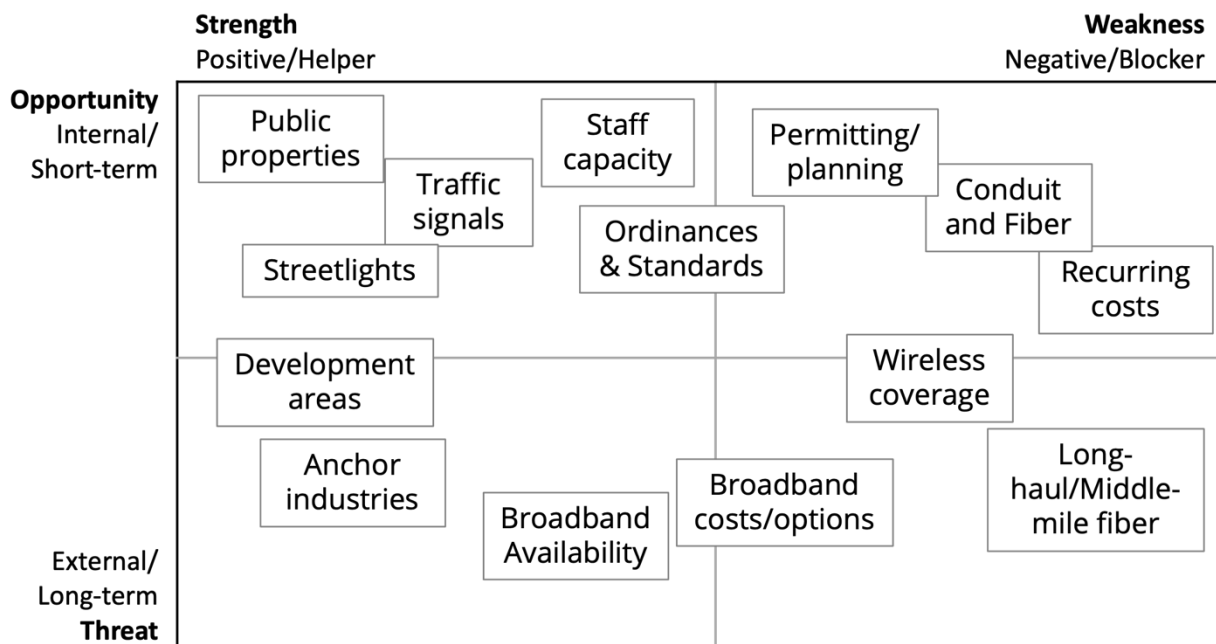 Strength
Positive/Helper
Weakness
Negative/Blocker
Opportunity
Internal/
Short-term
Public
properties
Staff
capacity
Permitting/
planning
Traffic
signals
Conduit
and Fiber
Ordinances
& Standards
Streetlights
Recurring
costs
Development
areas
Wireless
coverage
Anchor
industries
Long-
haul/Middle-
mile fiber
Broadband
costs/options
Broadband
Availability
External/
Long-term
Threat